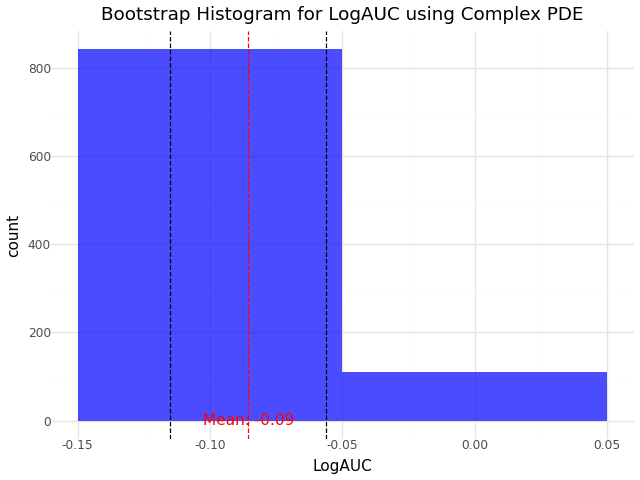 Bootstrap Histogram for LogAUC using Complex PDE
count
800
600
400
200
0
Mean: -0.09
-0.15 -0.10 -0.05 0.00 0.05
LogAUC